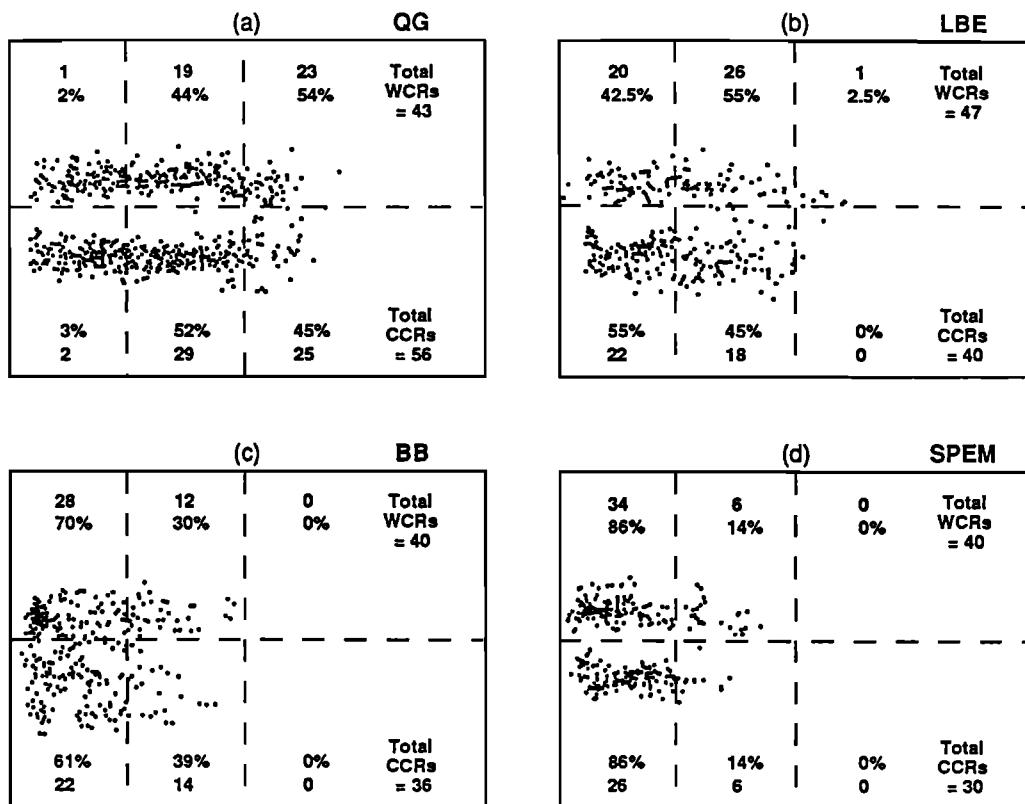 (a) QG
1 19 23 Total
2% 44% 54% WCRs
= 43
3% 52% 45% Total
CCRs
2 29 25 = 56
(b) LBE
20 26 1 Total
42.5% 55% 2.5% WCRs
= 47
55% 45% 0% Total
CCRs
22 18 0 = 40
(c) BB
28 12 0 Total
70% 30% 0% WCRs
= 40
61% 39% 0% Total
CCRs
22 14 0 = 36
(d) SPEM
34 6 0 Total
86% 14% 0% WCRs
= 40
86% 14% 0% Total
CCRs
26 6 0 = 30